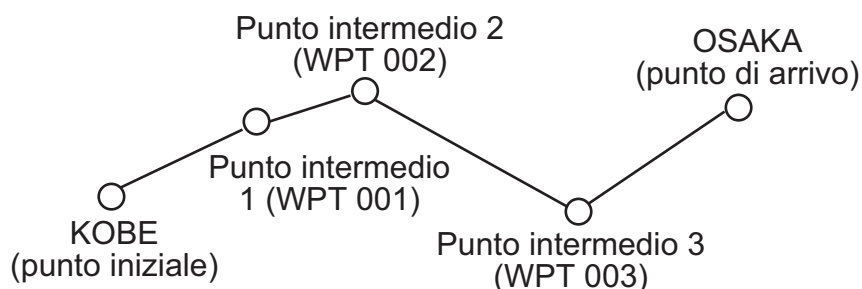 Punto intermedio 2
(WPT 002)
OSAKA
(punto di arrivo)
Punto intermedio
1 (WPT 001)
KOBE
(punto iniziale)
Punto intermedio 3
(WPT 003)